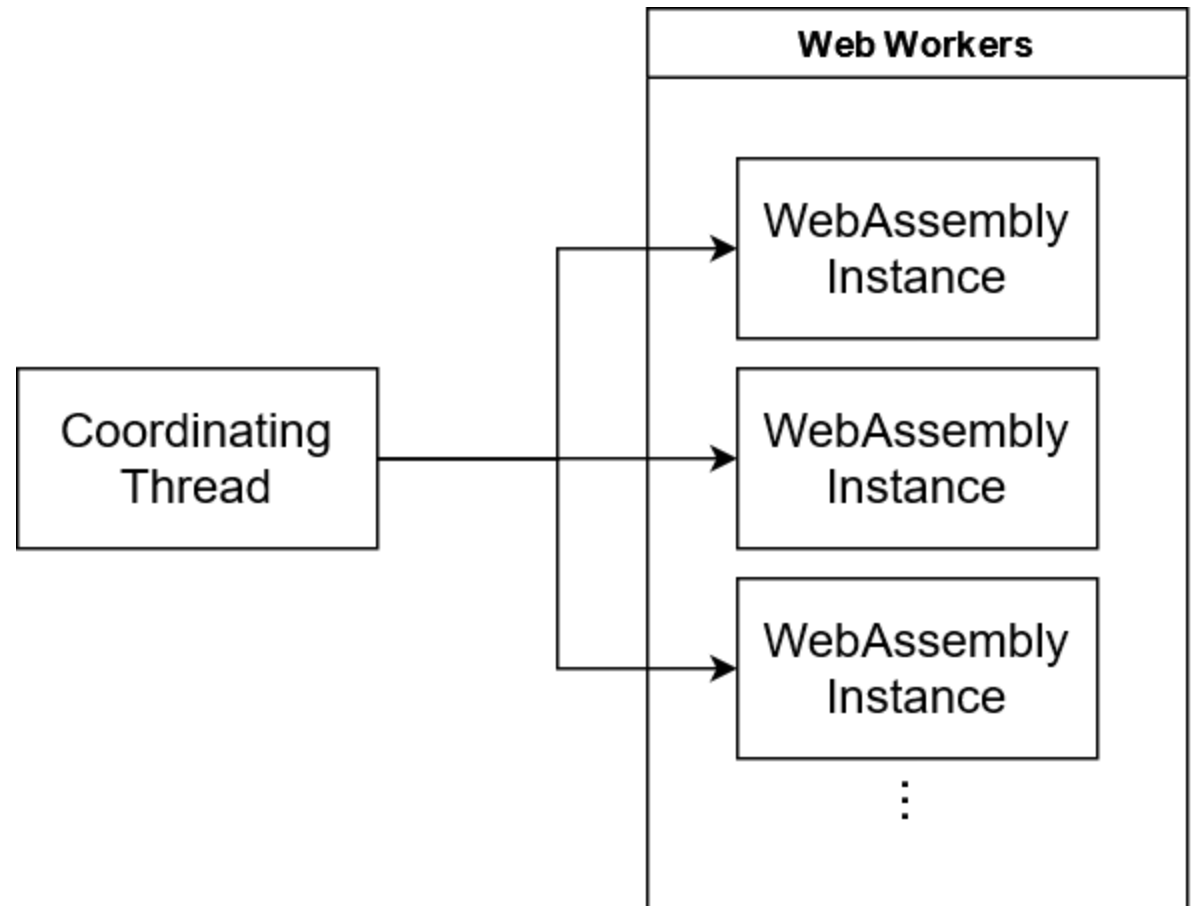 Web Workers
WebAssembly
Instance
Coordinating
Thread
WebAssembly
Instance
WebAssembly
Instance
⋮